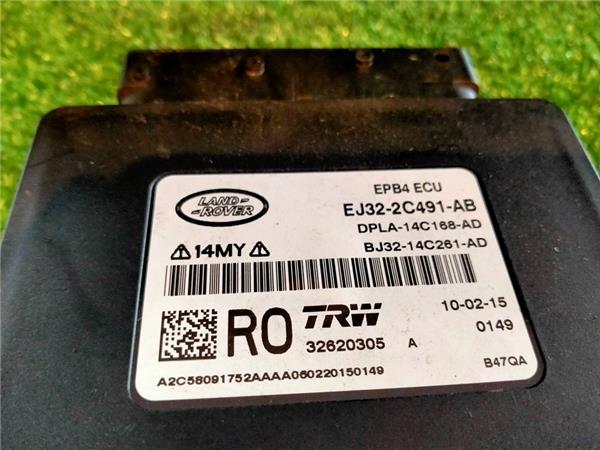 LAND-
ROVER
EPB4 ECU
EJ32-2C491-AB
DPLA-14C168-AD
BJ32-14C261-AD
⚠14MY⚠
RO
TRW
32620305 A
10-02-15
0149
A2C58091752AAAA060220150149
B47QA